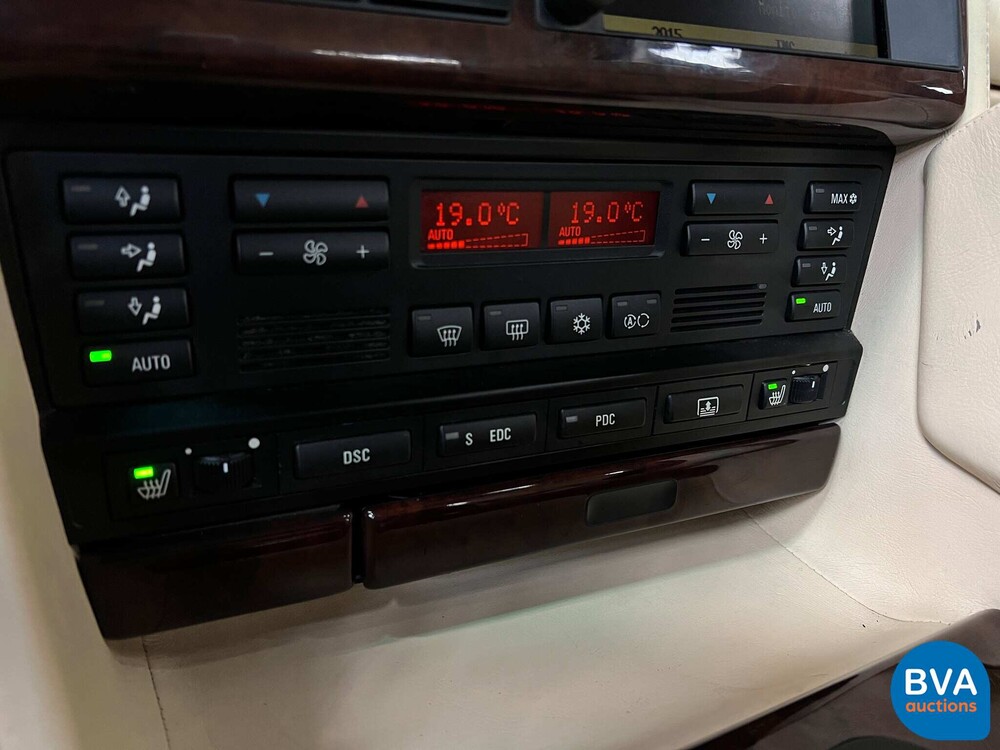 2015
19.0°C 19.0°C
AUTO AUTO
MAX
A
AUTO
AUTO
DSC
S EDC
PDC
BVA
auctions